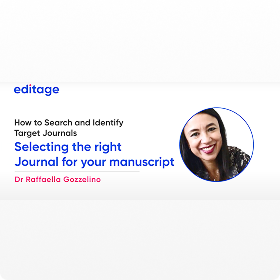 editage
How to Search and Identify
Target Journals
Selecting the right
Journal for your manuscript
Dr Raffaella Gozzelino